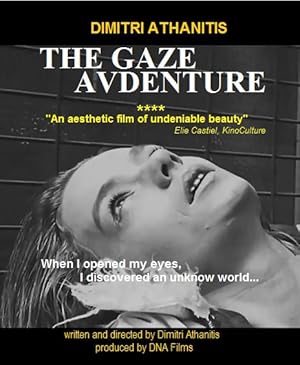 DIMITRI ATHANITIS
THE GAZE
AVDENTURE
****
"An aesthetic film of undeniable beauty"
Elie Castiel, KinoCulture
When I opened my eyes,
I discovered an unknow world...
written and directed by Dimitri Athanitis
produced by DNA Films